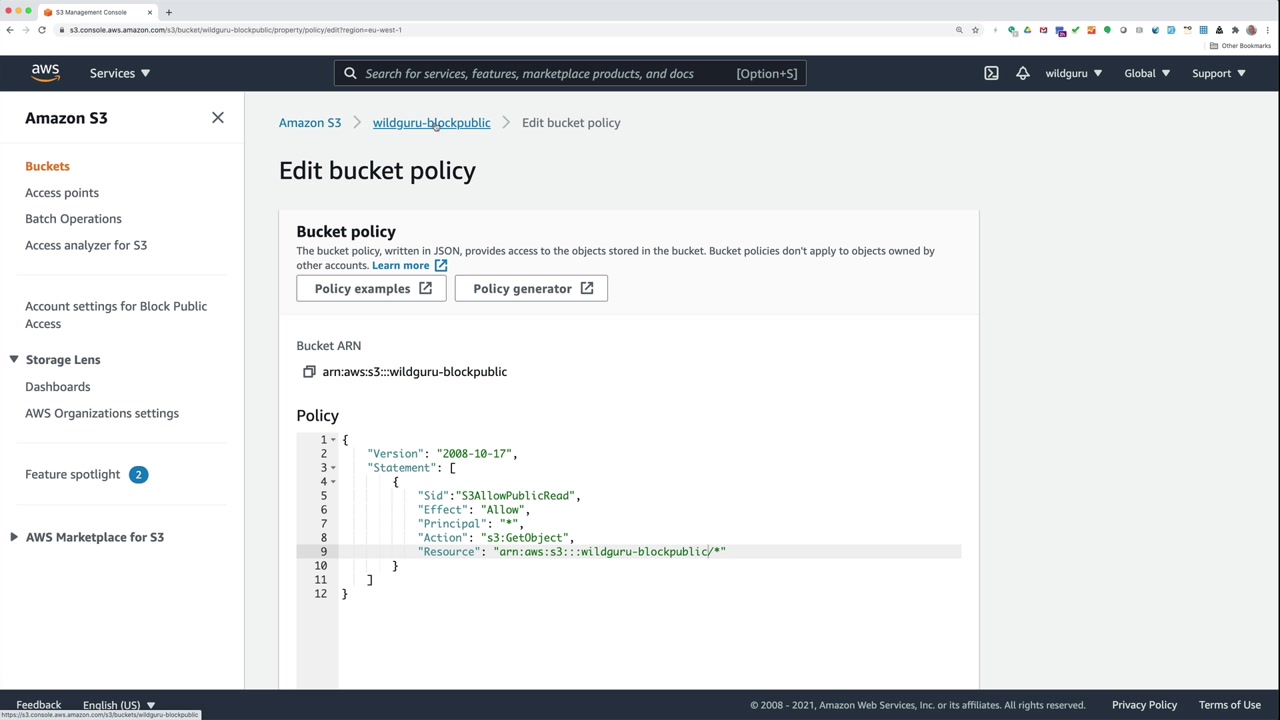 S3 Management Console
s3.console.aws.amazon.com/s3/bucket/wildguru-blockpublic/property/policy/edit?region=eu-west-1
Other Bookmarks
aws
Services
Search for services, features, marketplace products, and docs
[Option+S]
wildguru
Global
Support
Amazon S3
Buckets
Access points
Batch Operations
Access analyzer for S3
Account settings for Block Public
Access
Storage Lens
Dashboards
AWS Organizations settings
Feature spotlight 2
AWS Marketplace for S3
Amazon S3 > wildguru-blockpublic > Edit bucket policy
Edit bucket policy
Bucket policy
The bucket policy, written in JSON, provides access to the objects stored in the bucket. Bucket policies don't apply to objects owned by
other accounts. Learn more
Policy examples
Policy generator
Bucket ARN
arn:aws:s3:::wildguru-blockpublic
Policy
1 {
2 "Version": "2008-10-17",
3 "Statement": [
4 {
5 "Sid":"S3AllowPublicRead",
6 "Effect": "Allow",
7 "Principal": "*",
8 "Action": "s3:GetObject",
9 "Resource": "arn:aws:s3:::wildguru-blockpublic/*"
10 }
11 ]
12 }
Feedback
English (US)
© 2008 - 2021, Amazon Web Services, Inc. or its affiliates. All rights reserved.
Privacy Policy
Terms of Use
https://s3.console.aws.amazon.com/s3/buckets/wildguru-blockpublic